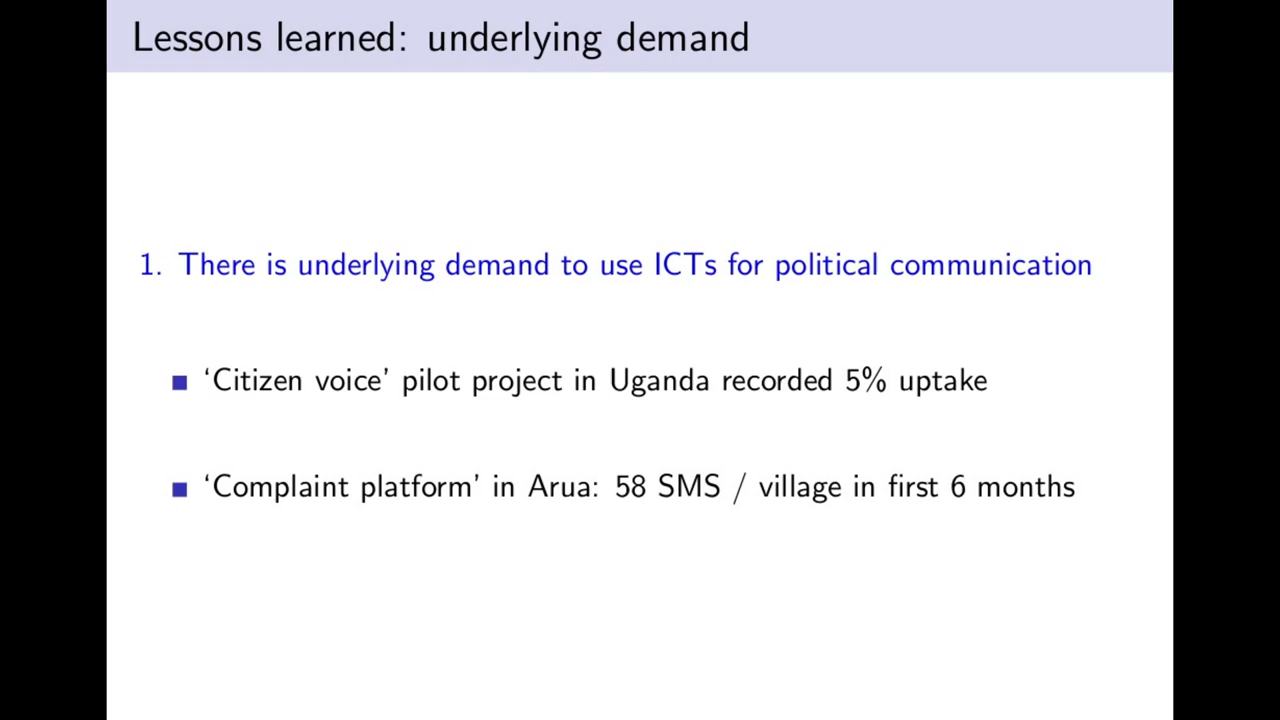 Lessons learned: underlying demand
1. There is underlying demand to use ICTs for political communication
■ ‘Citizen voice’ pilot project in Uganda recorded 5% uptake
■ ‘Complaint platform’ in Arua: 58 SMS / village in first 6 months